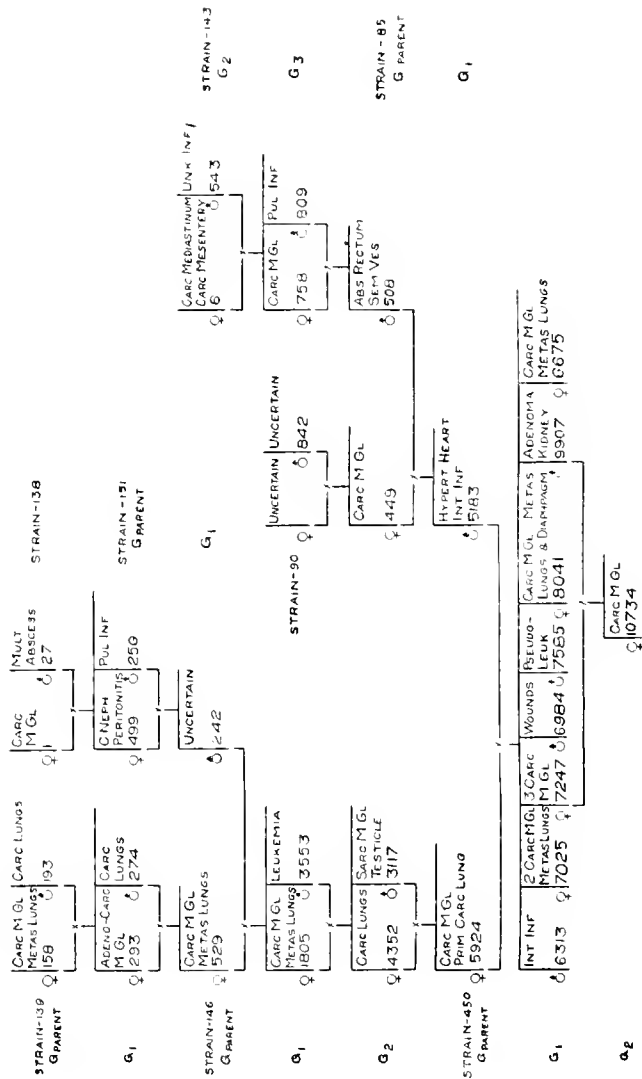 STRAIN-139
G PARENT
CARC M GL
METAS LUNGS
158
CARC LUNGS
193
CARC
M GL
1
MULT
ABSCESS
27
STRAIN-138
G1
ADENO-CARC
M GL
293
CARC
LUNGS
274
C NEPH
PERITONITIS
499
PUL INF
250
STRAIN-131
G PARENT
STRAIN-146
G PARENT
CARC M GL
METAS LUNGS
529
UNCERTAIN
242
G1
CARC MEDIASTINUM
CARC MESENTERY
6
UNK INF
543
STRAIN-143
G2
G1
CARC M GL
METAS LUNGS
1805
LEUKEMIA
3553
STRAIN-90
UNCERTAIN
UNCERTAIN
842
CARC M GL
758
PUL INF
809
G3
G2
CARC LUNGS
4352
SARC M GL
TESTICLE
3117
CARC M GL
449
ABS RECTUM
SEM VES
508
STRAIN-85
G PARENT
STRAIN-450
G PARENT
CARC M GL
PRIM CARC LUNG
5924
HYPERT HEART
INT INF
5183
G1
G1
INT INF
6313
2 CARC M GL
METAS LUNGS
7025
3 CARC
M GL
7247
WOUNDS
6984
PSEUDO-
LEUK
7585
CARC M GL METAS
LUNGS & DIAPHAGM
8041
ADENOMA
KIDNEY
9907
CARC M GL
METAS LUNGS
6675
G2
CARC M GL
10734